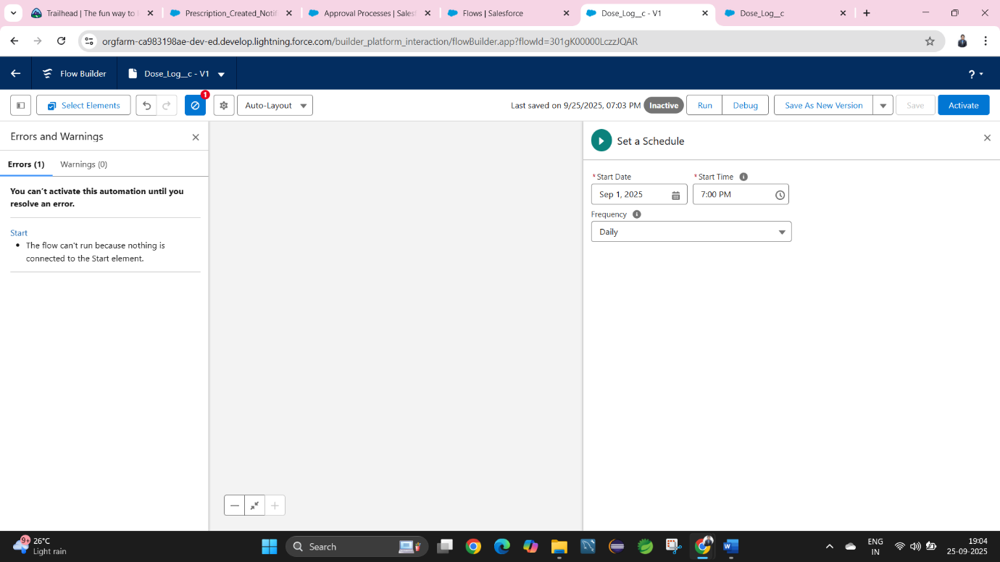 Trailhead | The fun way to l
Prescription_Created_Notif
Approval Processes | Sales
Flows | Salesforce
Dose_Log__c - V1
Dose_Log__c
orgfarm-ca983198ae-dev-ed.develop.lightning.force.com/builder_platform_interaction/flowBuilder.app?flowId=301gK00000LczzJQAR
Flow Builder
Dose_Log__c - V1
?
Select Elements
1
Auto-Layout
Last saved on 9/25/2025, 07:03 PM
Inactive
Run
Debug
Save As New Version
Save
Activate
Errors and Warnings
Errors (1)
Warnings (0)
You can't activate this automation until you
resolve an error.
Start
• The flow can't run because nothing is
connected to the Start element.
Set a Schedule
*Start Date
*Start Time
Sep 1, 2025
7:00 PM
Frequency
Daily
9+
26°C
Light rain
Search
W
ENG
IN
19:04
25-09-2025